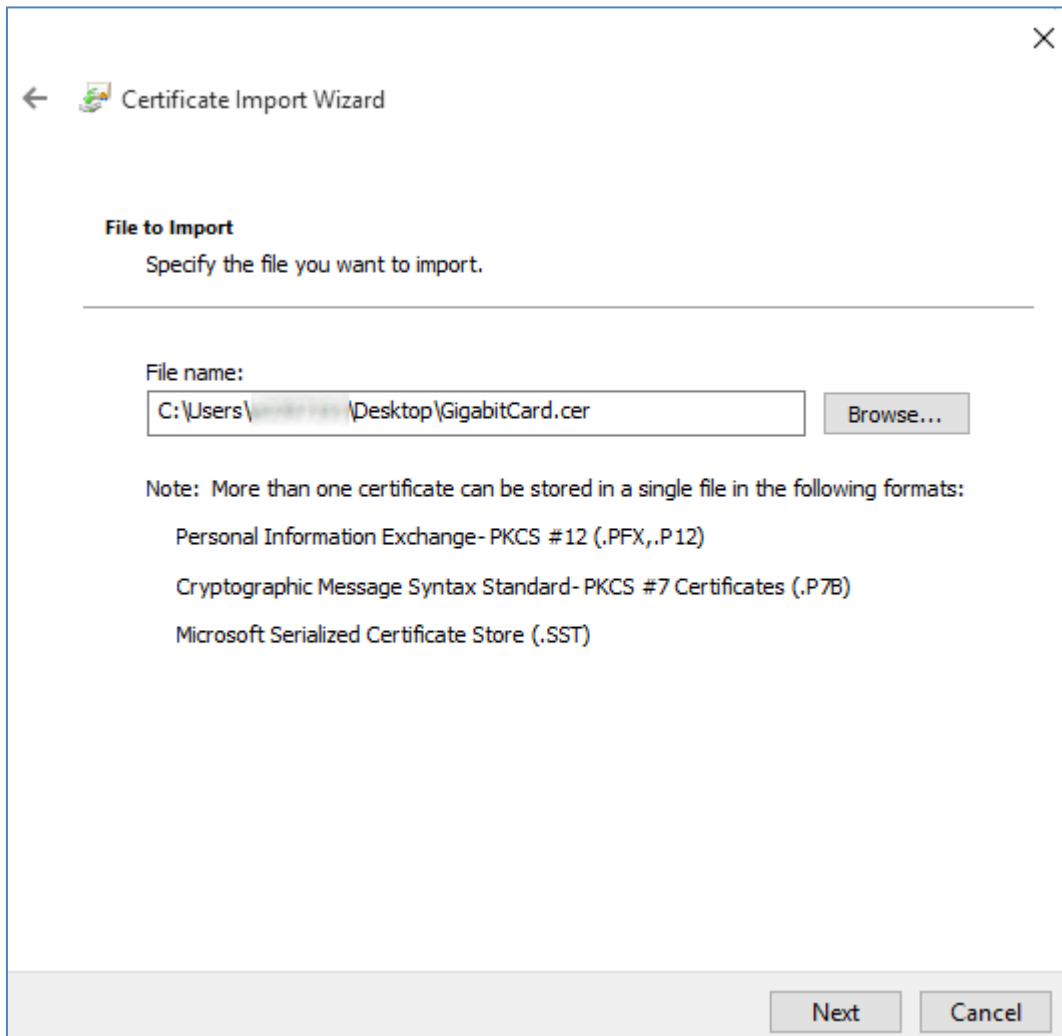 Certificate Import Wizard
File to Import
Specify the file you want to import.
File name:
C:\Users\ \Desktop\GigabitCard.cer
Browse...
Note: More than one certificate can be stored in a single file in the following formats:
Personal Information Exchange- PKCS #12 (.PFX,.P12)
Cryptographic Message Syntax Standard- PKCS #7 Certificates (.P7B)
Microsoft Serialized Certificate Store (.SST)
Next
Cancel